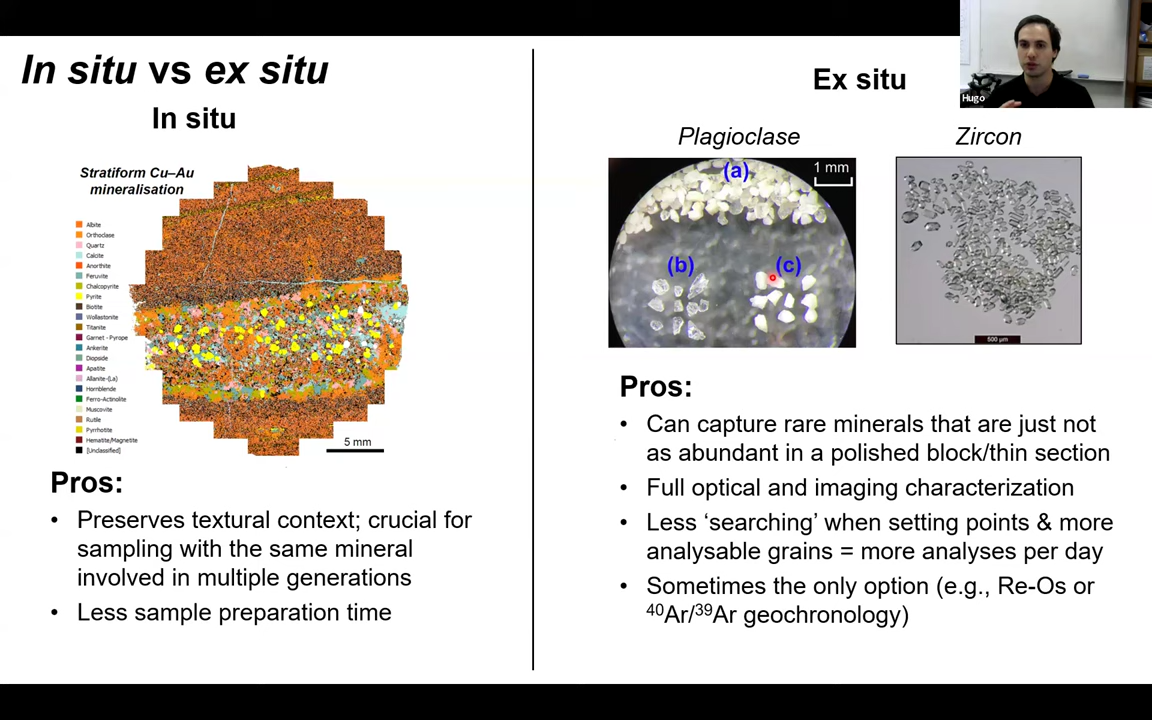 In situ vs ex situ
In situ
Stratiform Cu–Au
mineralisation
Albite
Orthoclase
Quartz
Calcite
Anorthite
Feruvite
Chalcopyrite
Pyrite
Biotite
Wollastonite
Titanite
Garnet - Pyrope
Ankerite
Diopside
Apatite
Allanite-(La)
Hornblende
Ferro-Actinolite
Muscovite
Rutile
Pyrrhotite
Hematite/Magnetite
[Unclassified]
5 mm
Pros:
• Preserves textural context; crucial for
sampling with the same mineral
involved in multiple generations
• Less sample preparation time
Ex situ
Hugo
Plagioclase
Zircon
(a)
1 mm
(b)
(c)
500 µm
Pros:
• Can capture rare minerals that are just not
as abundant in a polished block/thin section
• Full optical and imaging characterization
• Less ‘searching’ when setting points & more
analysable grains = more analyses per day
• Sometimes the only option (e.g., Re-Os or
⁴⁰Ar/³⁹Ar geochronology)